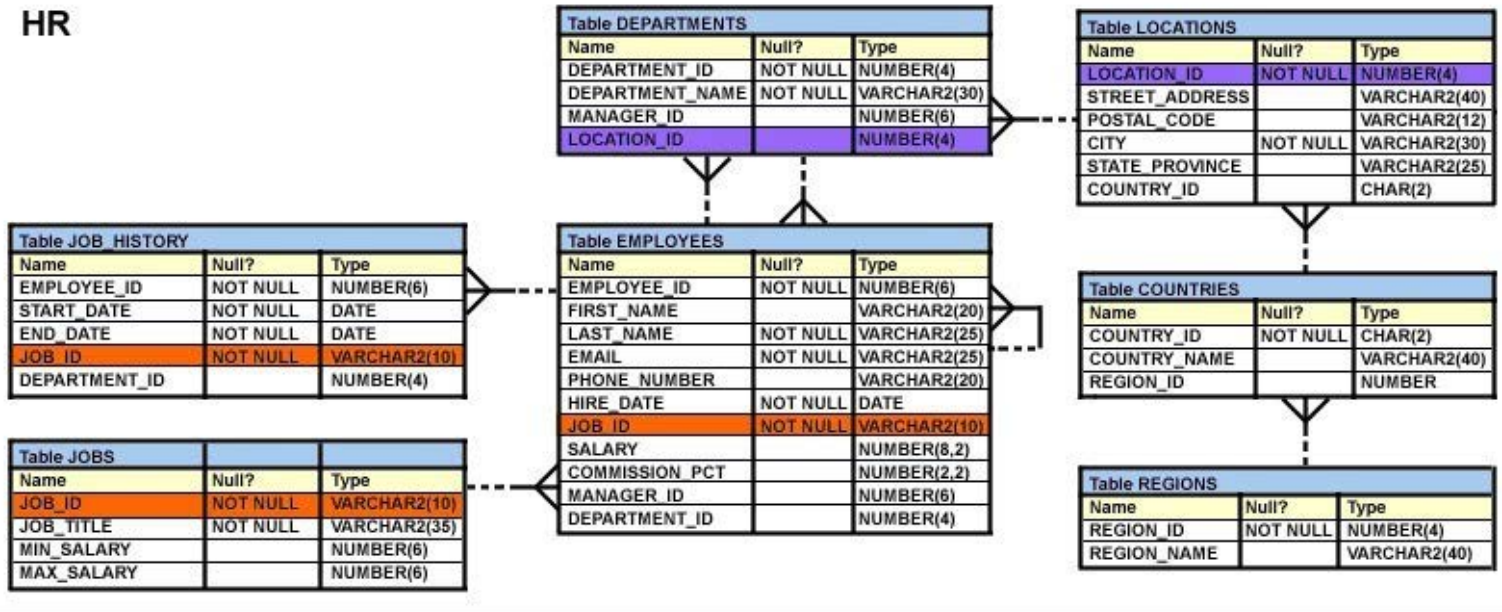 HR
Table DEPARTMENTS
Name Null? Type
DEPARTMENT_ID NOT NULL NUMBER(4)
DEPARTMENT_NAME NOT NULL VARCHAR2(30)
MANAGER_ID NUMBER(6)
LOCATION_ID NUMBER(4)
Table LOCATIONS
Name Null? Type
LOCATION_ID NOT NULL NUMBER(4)
STREET_ADDRESS VARCHAR2(40)
POSTAL_CODE VARCHAR2(12)
CITY NOT NULL VARCHAR2(30)
STATE_PROVINCE VARCHAR2(25)
COUNTRY_ID CHAR(2)
Table JOB_HISTORY
Name Null? Type
EMPLOYEE_ID NOT NULL NUMBER(6)
START_DATE NOT NULL DATE
END_DATE NOT NULL DATE
JOB_ID NOT NULL VARCHAR2(10)
DEPARTMENT_ID NUMBER(4)
Table EMPLOYEES
Name Null? Type
EMPLOYEE_ID NOT NULL NUMBER(6)
FIRST_NAME VARCHAR2(20)
LAST_NAME NOT NULL VARCHAR2(25)
EMAIL NOT NULL VARCHAR2(25)
PHONE_NUMBER VARCHAR2(20)
HIRE_DATE NOT NULL DATE
JOB_ID NOT NULL VARCHAR2(10)
SALARY NUMBER(8,2)
COMMISSION_PCT NUMBER(2,2)
MANAGER_ID NUMBER(6)
DEPARTMENT_ID NUMBER(4)
Table COUNTRIES
Name Null? Type
COUNTRY_ID NOT NULL CHAR(2)
COUNTRY_NAME VARCHAR2(40)
REGION_ID NUMBER
Table JOBS
Name Null? Type
JOB_ID NOT NULL VARCHAR2(10)
JOB_TITLE NOT NULL VARCHAR2(35)
MIN_SALARY NUMBER(6)
MAX_SALARY NUMBER(6)
Table REGIONS
Name Null? Type
REGION_ID NOT NULL NUMBER(4)
REGION_NAME VARCHAR2(40)